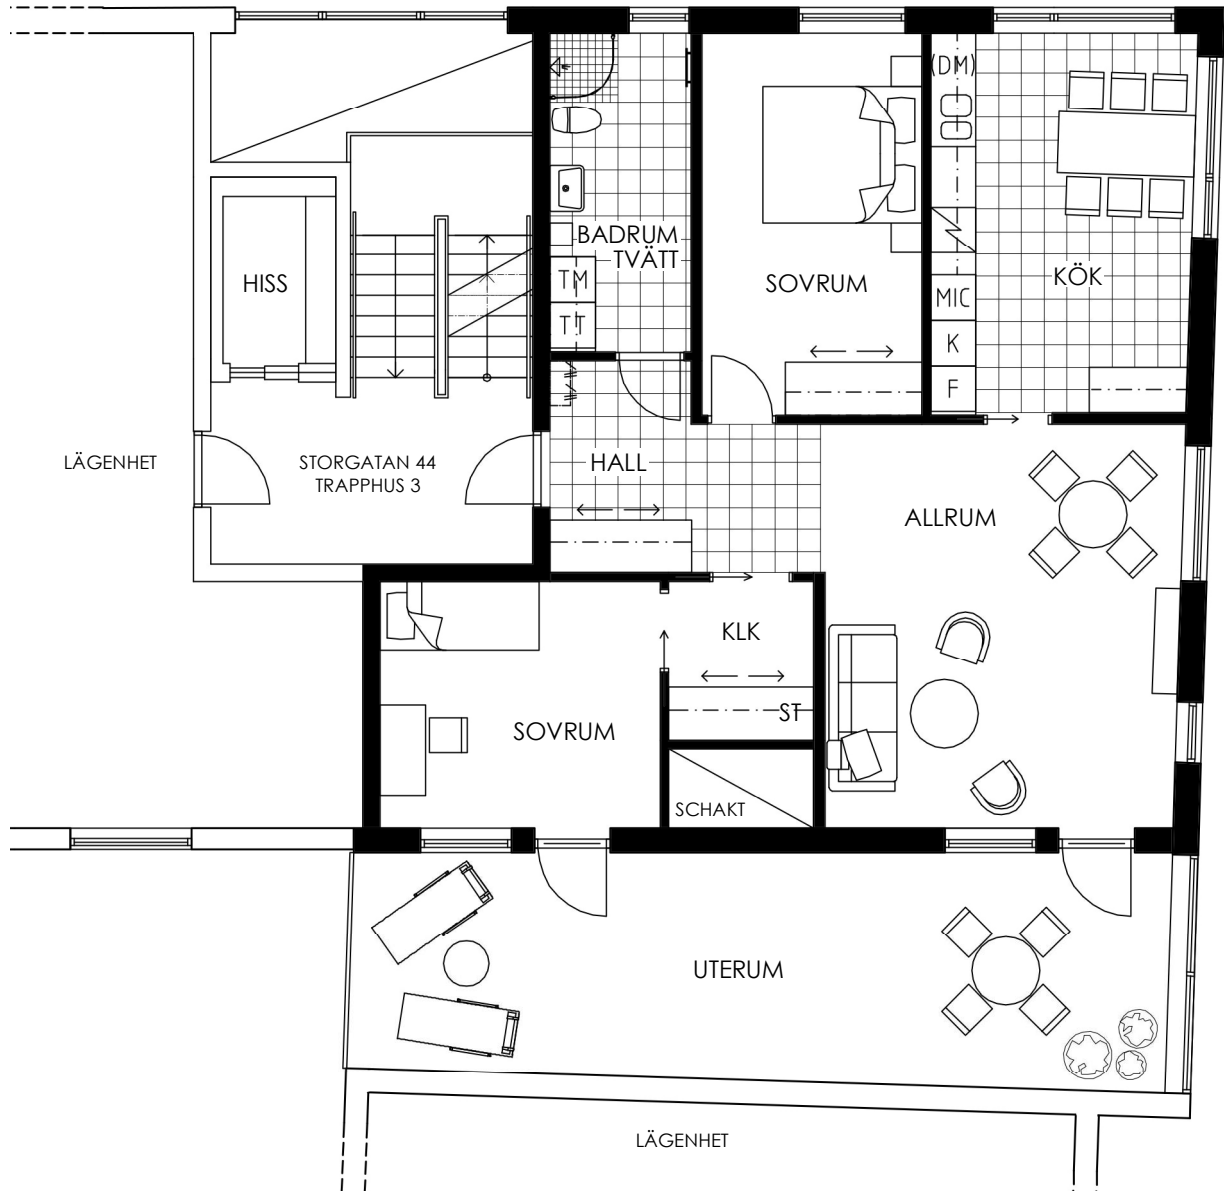 (DM)
BADRUM
TVÄTT
HISS
TM
SOVRUM
KÖK
MIC
TT
K
F
LÄGENHET
STORGATAN 44
TRAPPHUS 3
HALL
ALLRUM
KLK
ST
SOVRUM
SCHAKT
UTERUM
LÄGENHET